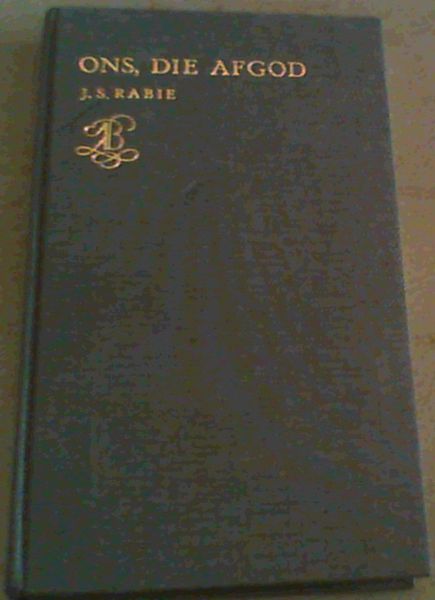 ONS, DIE AFGOD
J. S. RABIE